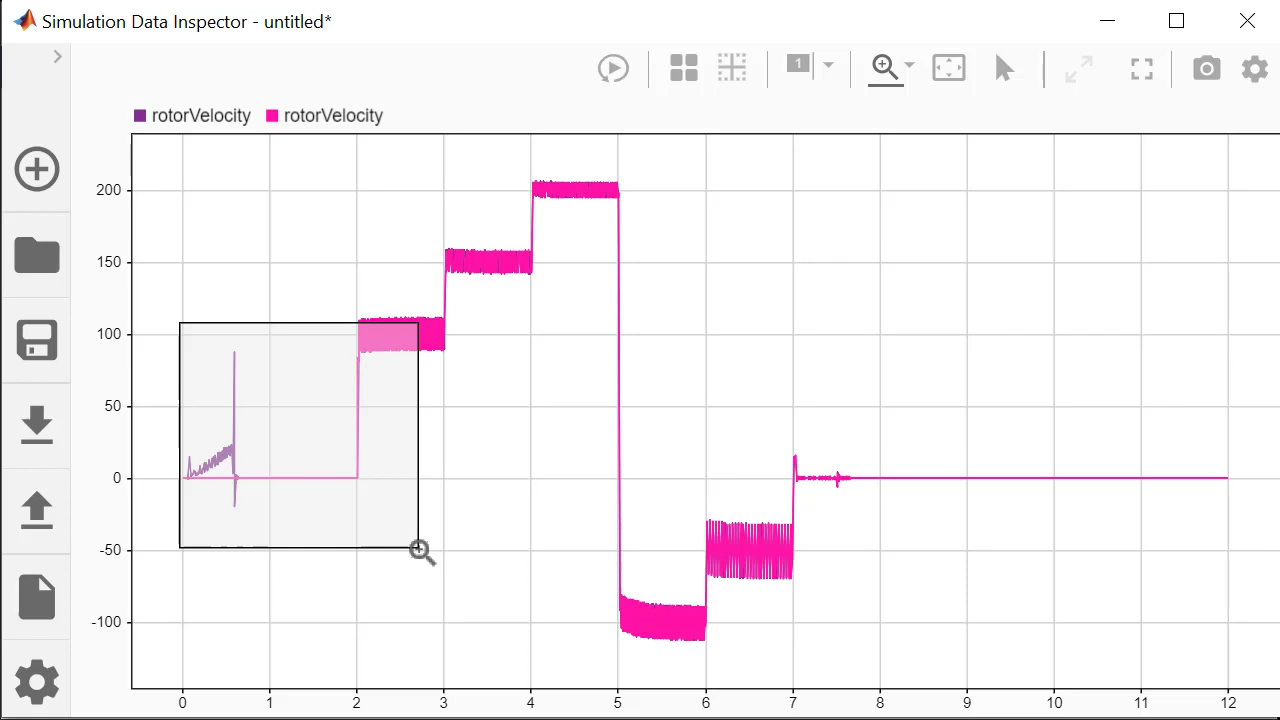 Simulation Data Inspector - untitled*
1
rotorVelocity rotorVelocity
200
150
100
50
0
-50
-100
0 1 2 3 4 5 6 7 8 9 10 11 12